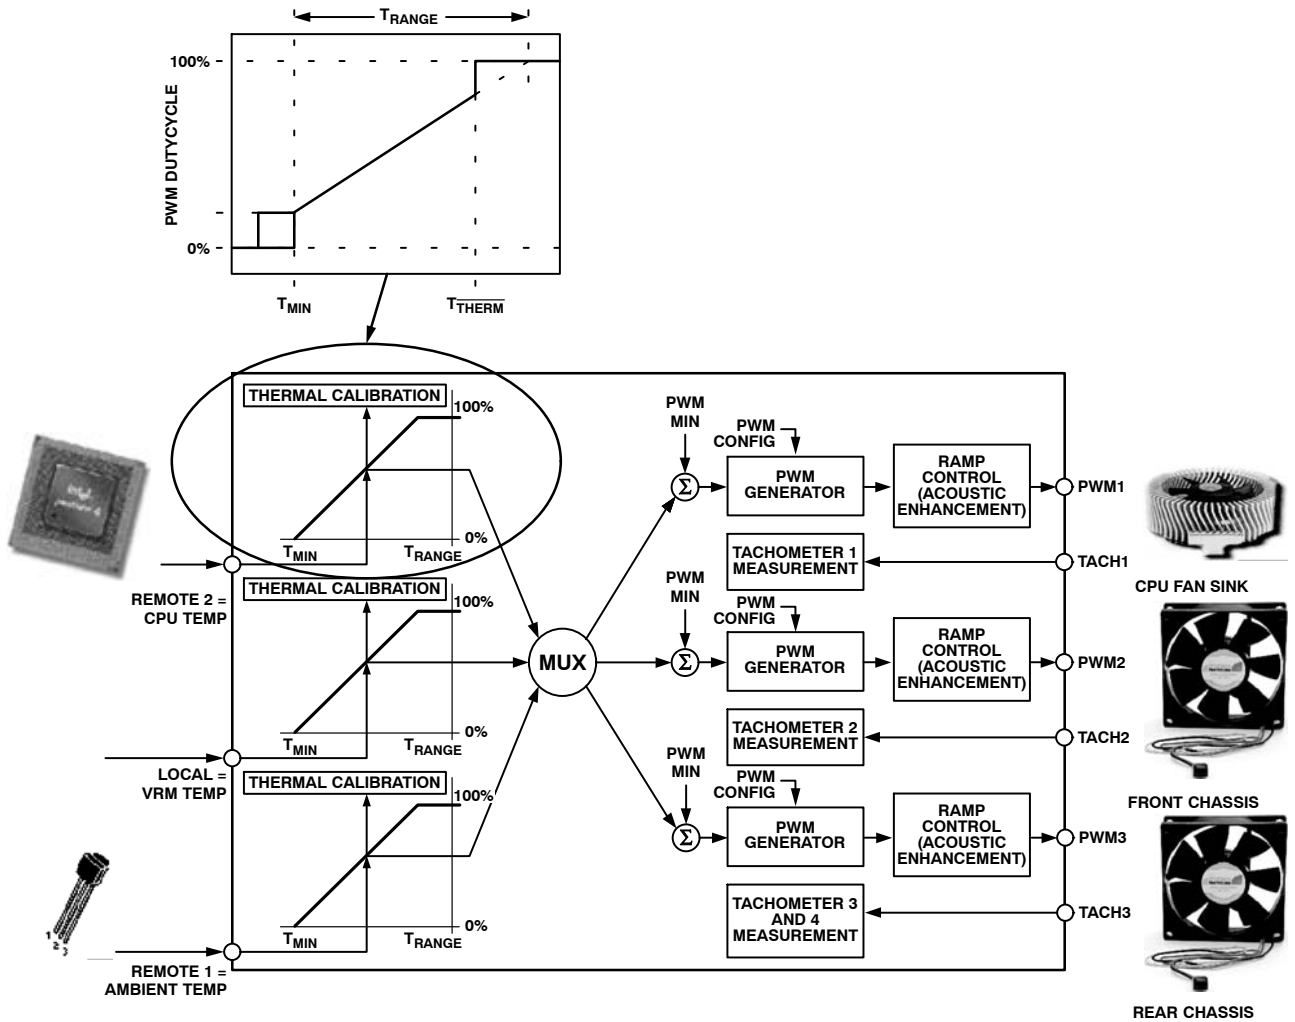 TRANGE
100%
PWM DUTYCYCLE
0%
TMIN
TTHERM
THERMAL CALIBRATION
100%
0%
TMIN
TRANGE
REMOTE 2 =
CPU TEMP
THERMAL CALIBRATION
100%
0%
TMIN
TRANGE
LOCAL =
VRM TEMP
THERMAL CALIBRATION
100%
0%
TMIN
TRANGE
REMOTE 1 =
AMBIENT TEMP
1
2
3
intel
MUX
PWM
MIN
Σ
PWM
CONFIG
PWM
GENERATOR
RAMP
CONTROL
(ACOUSTIC
ENHANCEMENT)
PWM1
TACHOMETER 1
MEASUREMENT
TACH1
CPU FAN SINK
PWM
MIN
Σ
PWM
CONFIG
PWM
GENERATOR
RAMP
CONTROL
(ACOUSTIC
ENHANCEMENT)
PWM2
TACHOMETER 2
MEASUREMENT
TACH2
FRONT CHASSIS
PWM
MIN
Σ
PWM
CONFIG
PWM
GENERATOR
RAMP
CONTROL
(ACOUSTIC
ENHANCEMENT)
PWM3
TACHOMETER 3
AND 4
MEASUREMENT
TACH3
REAR CHASSIS